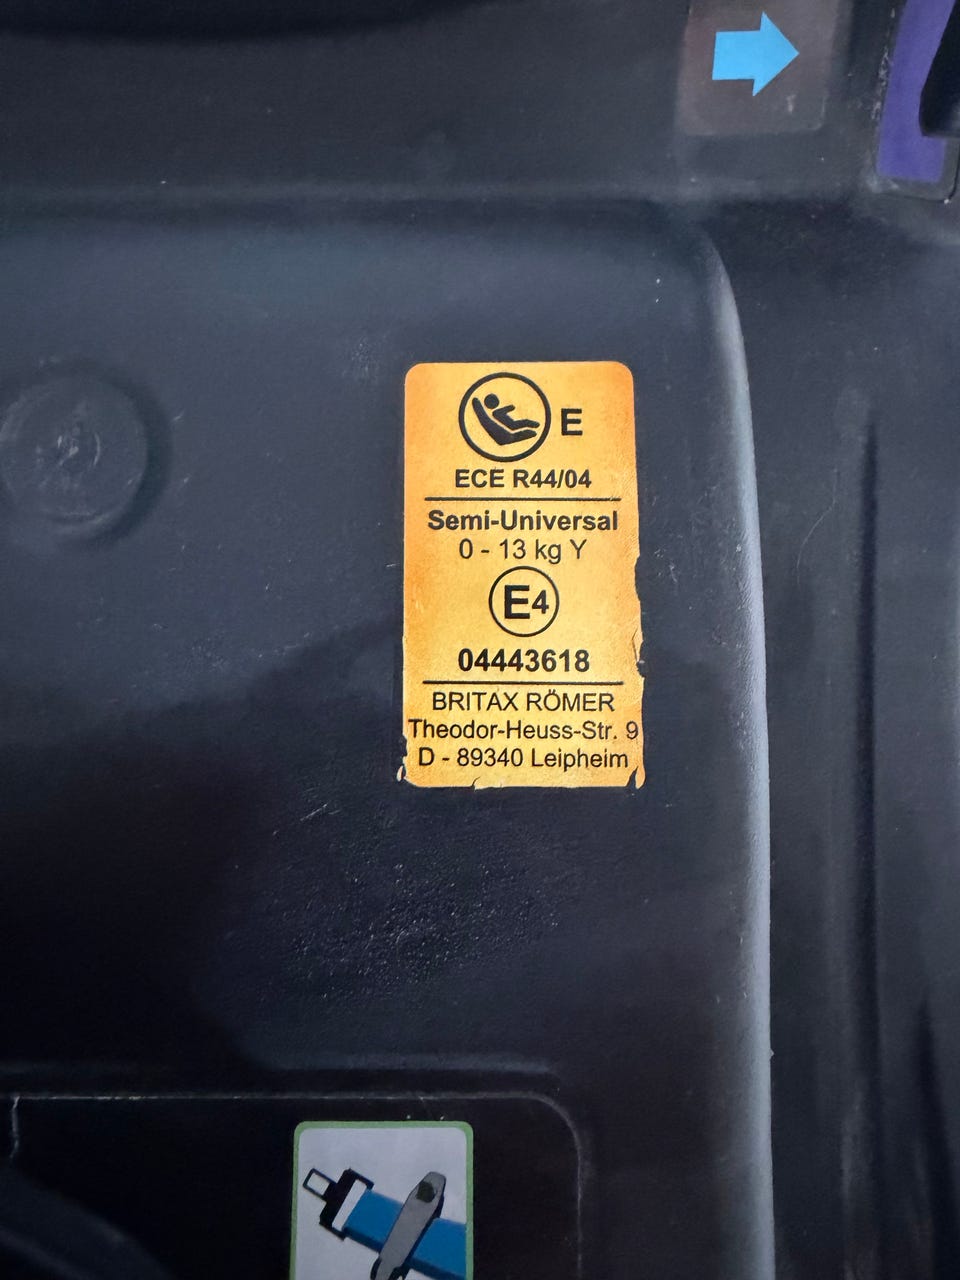 E
ECE R44/04
Semi-Universal
0 - 13 kg Y
E4
04443618
BRITAX RÖMER
Theodor-Heuss-Str. 9
D - 89340 Leipheim